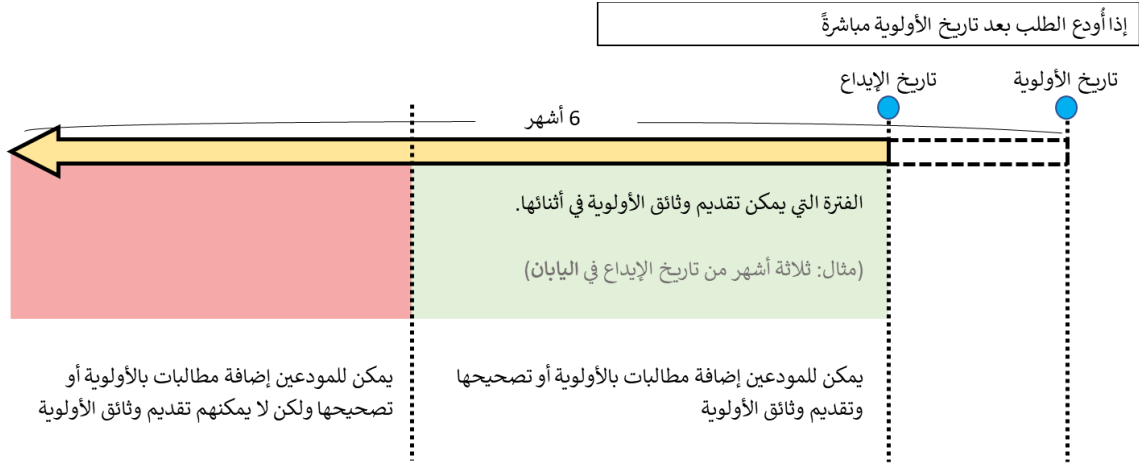 إذا أُودع الطلب بعد تاريخ الأولوية مباشرةً
تاريخ الأولوية
تاريخ الإيداع
6 أشهر
الفترة التي يمكن تقديم وثائق الأولوية في أثنائها.
(مثال: ثلاثة أشهر من تاريخ الإيداع في اليابان)
يمكن للمودعين إضافة مطالبات بالأولوية أو تصحيحها
وتقديم وثائق الأولوية
يمكن للمودعين إضافة مطالبات بالأولوية أو
تصحيحها ولكن لا يمكنهم تقديم وثائق الأولوية